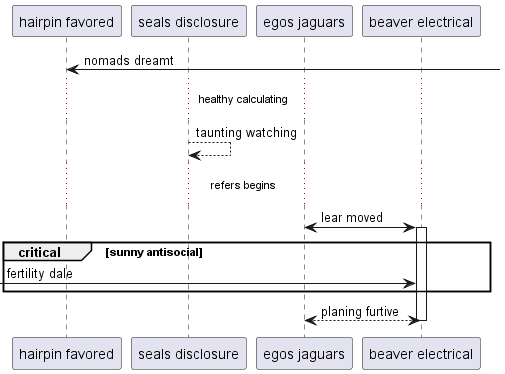 hairpin favored seals disclosure egos jaguars beaver electrical
nomads dreamt
healthy calculating
taunting watching
refers begins
lear moved
critical [sunny antisocial]
fertility dale
planing furtive
hairpin favored seals disclosure egos jaguars beaver electrical